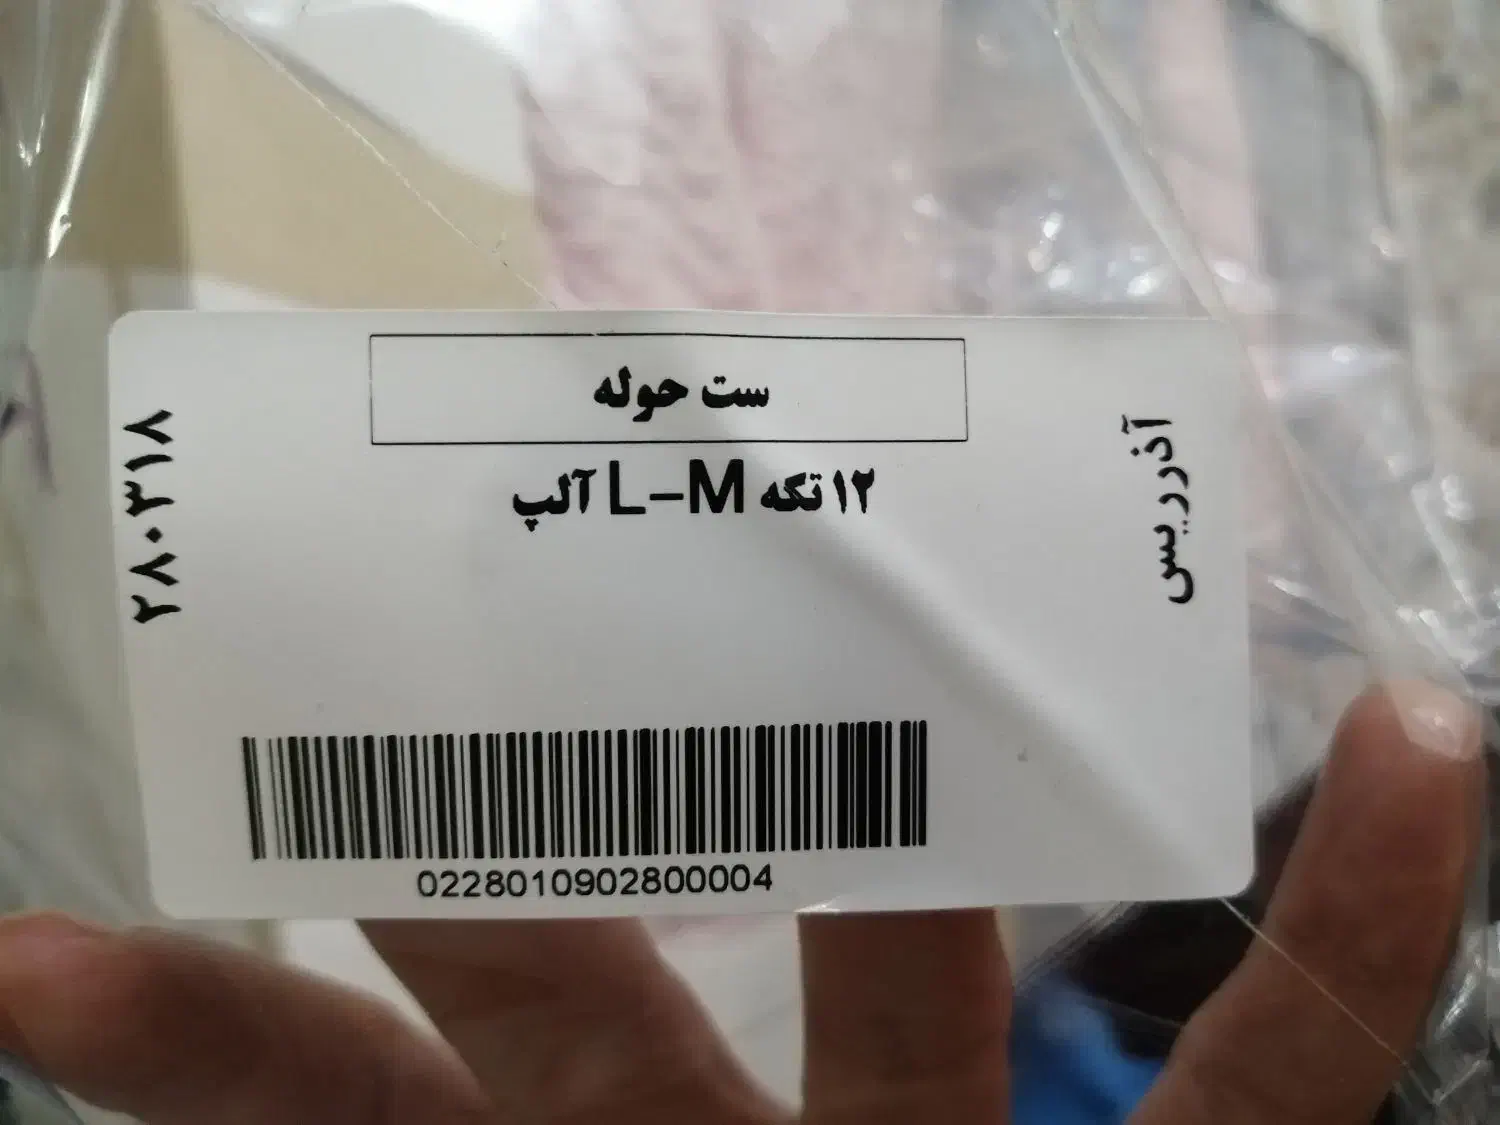 ست حوله
۱۲ تکه L-M آلپ
آذرریس
۲۸۰۳۱۸
0228010902800004